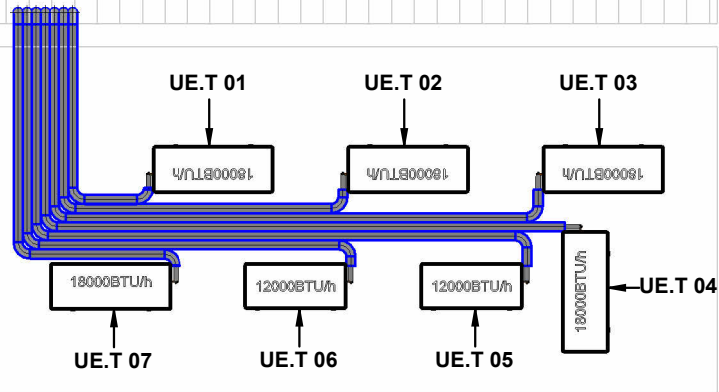 UE.T 01
UE.T 02
UE.T 03
18000BTU/h
18000BTU/h
18000BTU/h
18000BTU/h
12000BTU/h
12000BTU/h
18000BTU/h
UE.T 04
UE.T 07
UE.T 06
UE.T 05